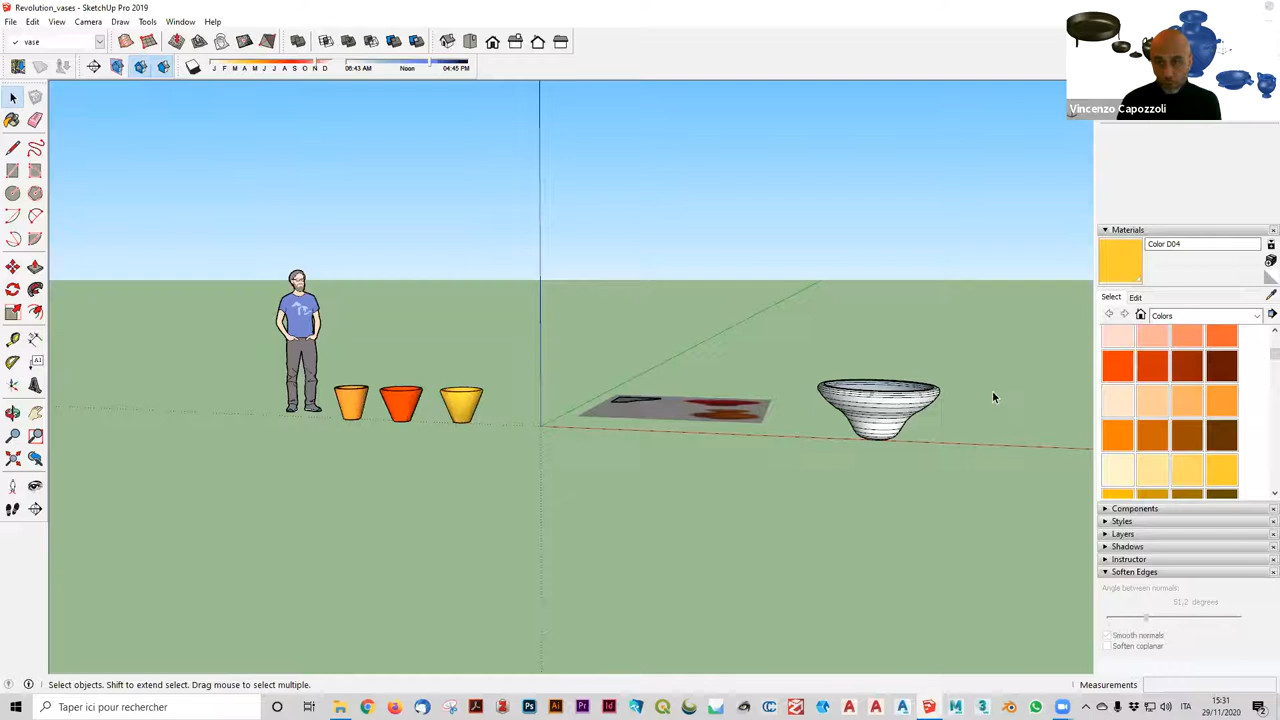 Revolution_vases - SketchUp Pro 2019
File Edit View Camera Draw Tools Window Help
vase
J F M A M J J A S O N D
06:43 AM Noon 04:45 PM
Vincenzo Capozzoli
Materials
Color D04
Select Edit
Colors
Components
Styles
Layers
Shadows
Instructor
Soften Edges
Angle between normals:
51,2 degrees
Smooth normals
Soften coplanar
Select objects. Shift to extend select. Drag mouse to select multiple.
Measurements
Taper ici pour rechercher
ITA
15:31
29/11/2020